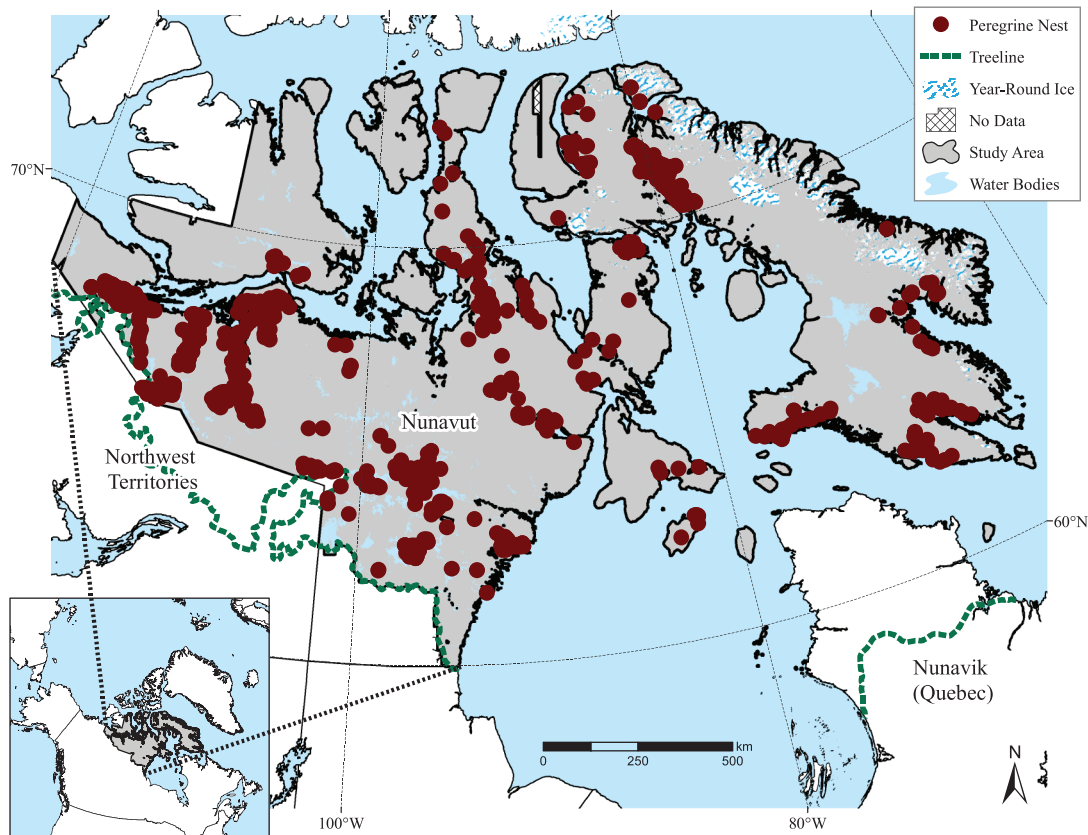 Peregrine Nest
Treeline
Year-Round Ice
No Data
Study Area
Water Bodies
70°N
Nunavut
Northwest
Territories
60°N
Nunavik
(Quebec)
km
0
250
500
N
100°W
80°W